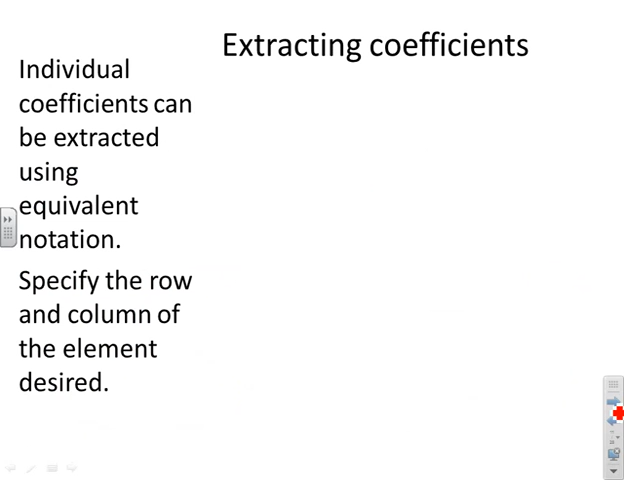 Extracting coefficients
Individual
coefficients can
be extracted
using
equivalent
notation.
Specify the row
and column of
the element
desired.